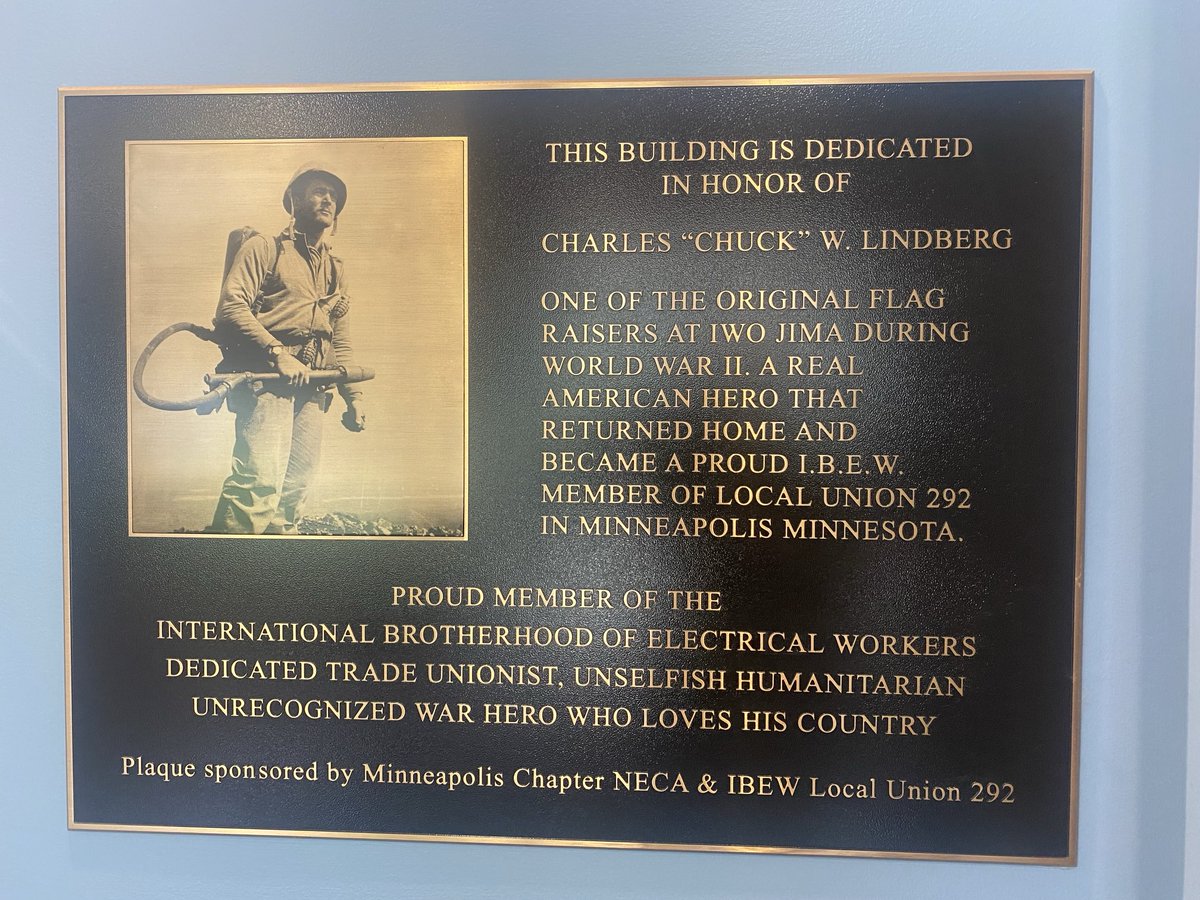 THIS BUILDING IS DEDICATED
IN HONOR OF
CHARLES “CHUCK” W. LINDBERG
ONE OF THE ORIGINAL FLAG
RAISERS AT IWO JIMA DURING
WORLD WAR II. A REAL
AMERICAN HERO THAT
RETURNED HOME AND
BECAME A PROUD I.B.E.W.
MEMBER OF LOCAL UNION 292
IN MINNEAPOLIS MINNESOTA.
PROUD MEMBER OF THE
INTERNATIONAL BROTHERHOOD OF ELECTRICAL WORKERS
DEDICATED TRADE UNIONIST, UNSELFISH HUMANITARIAN
UNRECOGNIZED WAR HERO WHO LOVES HIS COUNTRY
Plaque sponsored by Minneapolis Chapter NECA & IBEW Local Union 292